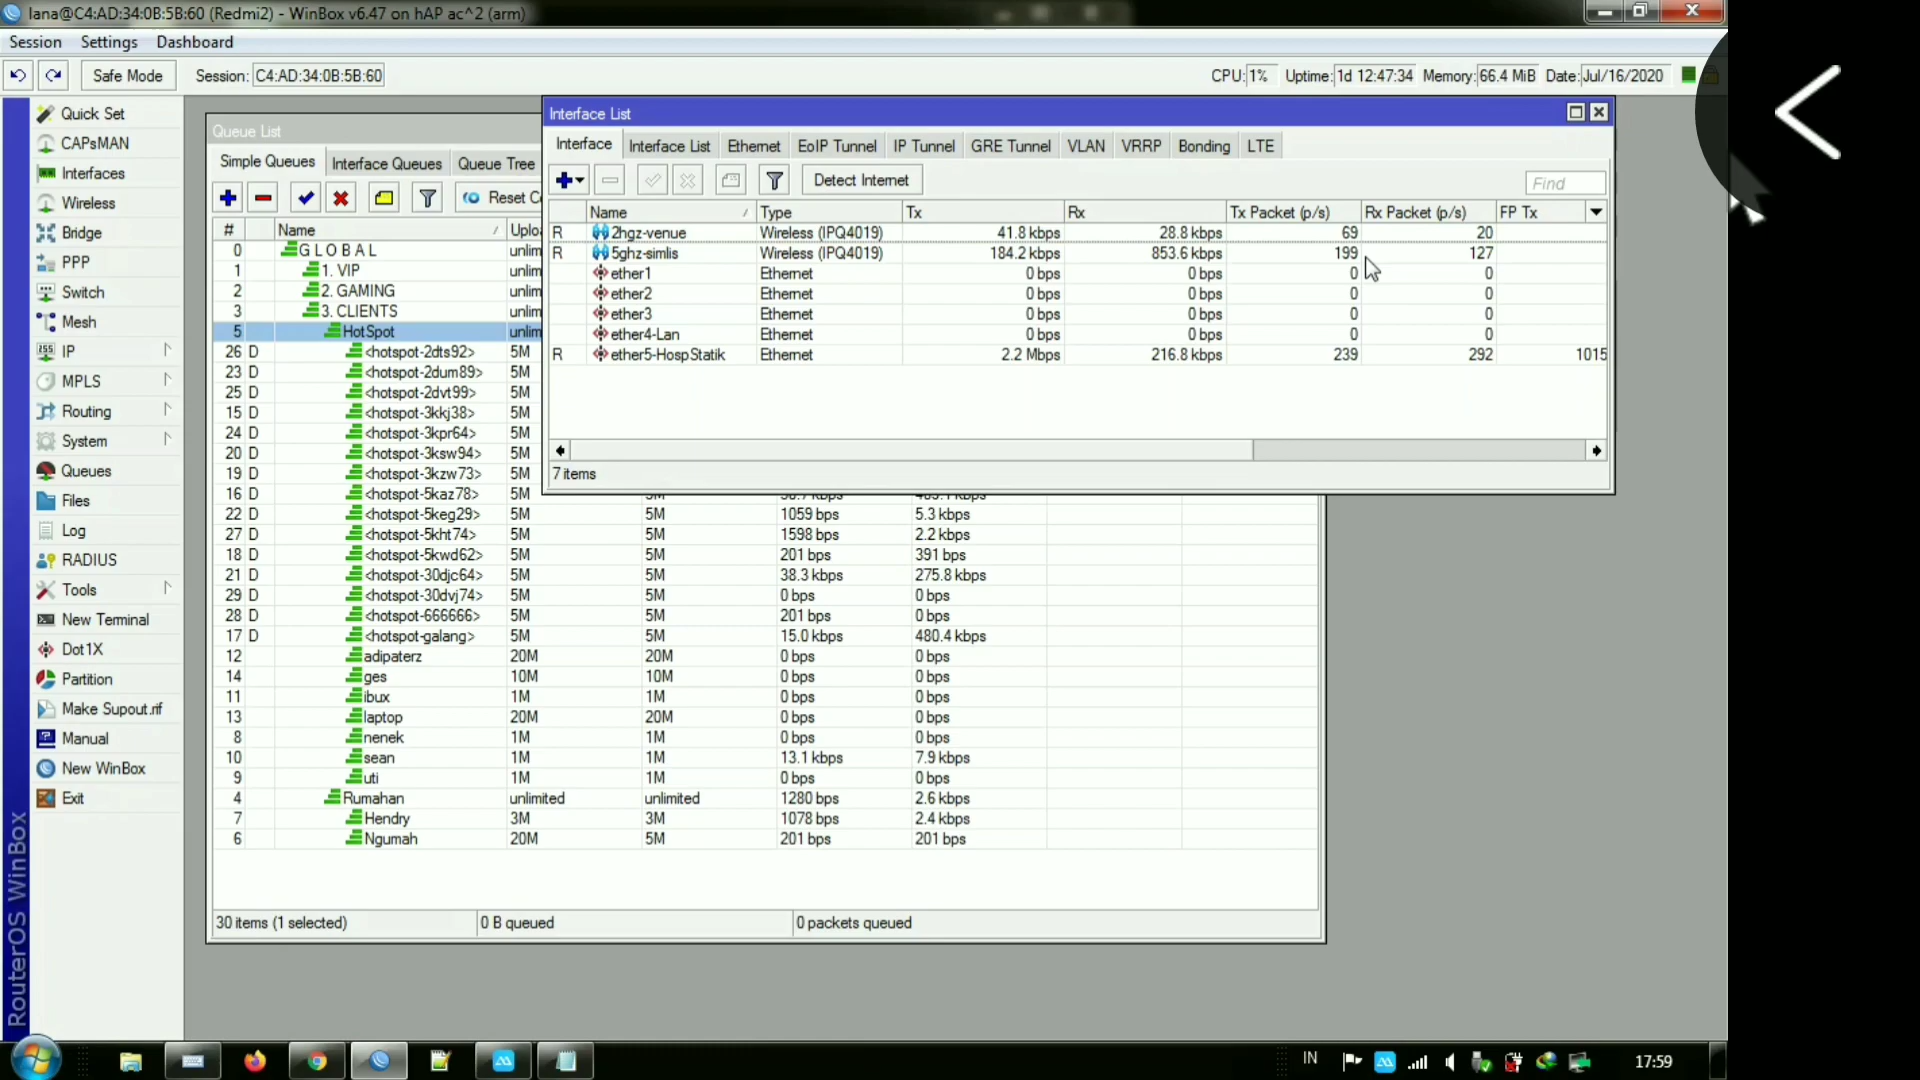 lana@C4:AD:34:0B:5B:60 (Redmi2) - WinBox v6.47 on hAP ac^2 (arm)
Session Settings Dashboard
Safe Mode Session: C4:AD:34:0B:5B:60 CPU: 1% Uptime: 1d 12:47:34 Memory: 66.4 MiB Date: Jul/16/2020
Quick Set
CAPsMAN
Interfaces
Wireless
Bridge
PPP
Switch
Mesh
IP
MPLS
Routing
System
Queues
Files
Log
RADIUS
Tools
New Terminal
Dot1X
Partition
Make Supout.rif
Manual
New WinBox
Exit
RouterOS WinBox
Queue List
Simple Queues Interface Queues Queue Tree
Reset Co
# Name Uploa
0 G L O B A L unlim
1 1. VIP unlim
2 2. GAMING unlim
3 3. CLIENTS unlim
5 HotSpot unlim
26 D <hotspot-2dts92> 5M
23 D <hotspot-2dum89> 5M
25 D <hotspot-2dvt99> 5M
15 D <hotspot-3kkj38> 5M
24 D <hotspot-3kpr64> 5M
20 D <hotspot-3ksw94> 5M
19 D <hotspot-3kzw73> 5M
16 D <hotspot-5kaz78> 5M
22 D <hotspot-5keg29> 5M 5M 1059 bps 5.3 kbps
27 D <hotspot-5kht74> 5M 5M 1598 bps 2.2 kbps
18 D <hotspot-5kwd62> 5M 5M 201 bps 391 bps
21 D <hotspot-30djc64> 5M 5M 38.3 kbps 275.8 kbps
29 D <hotspot-30dvj74> 5M 5M 0 bps 0 bps
28 D <hotspot-666666> 5M 5M 201 bps 0 bps
17 D <hotspot-galang> 5M 5M 15.0 kbps 480.4 kbps
12 adipaterz 20M 20M 0 bps 0 bps
14 ges 10M 10M 0 bps 0 bps
11 ibux 1M 1M 0 bps 0 bps
13 laptop 20M 20M 0 bps 0 bps
8 nenek 1M 1M 0 bps 0 bps
10 sean 1M 1M 13.1 kbps 7.9 kbps
9 uti 1M 1M 0 bps 0 bps
4 Rumahan unlimited unlimited 1280 bps 2.6 kbps
7 Hendry 3M 3M 1078 bps 2.4 kbps
6 Ngumah 20M 5M 201 bps 201 bps
30 items (1 selected) 0 B queued 0 packets queued
Interface List
Interface Interface List Ethernet EoIP Tunnel IP Tunnel GRE Tunnel VLAN VRRP Bonding LTE
Detect Internet Find
Name Type Tx Rx Tx Packet (p/s) Rx Packet (p/s) FP Tx
R 2hgz-venue Wireless (IPQ4019) 41.8 kbps 28.8 kbps 69 20
R 5ghz-simlis Wireless (IPQ4019) 184.2 kbps 853.6 kbps 199 127
ether1 Ethernet 0 bps 0 bps 0 0
ether2 Ethernet 0 bps 0 bps 0 0
ether3 Ethernet 0 bps 0 bps 0 0
ether4-Lan Ethernet 0 bps 0 bps 0 0
R ether5-HospStatik Ethernet 2.2 Mbps 216.8 kbps 239 292 1015
7 items
IN 17:59